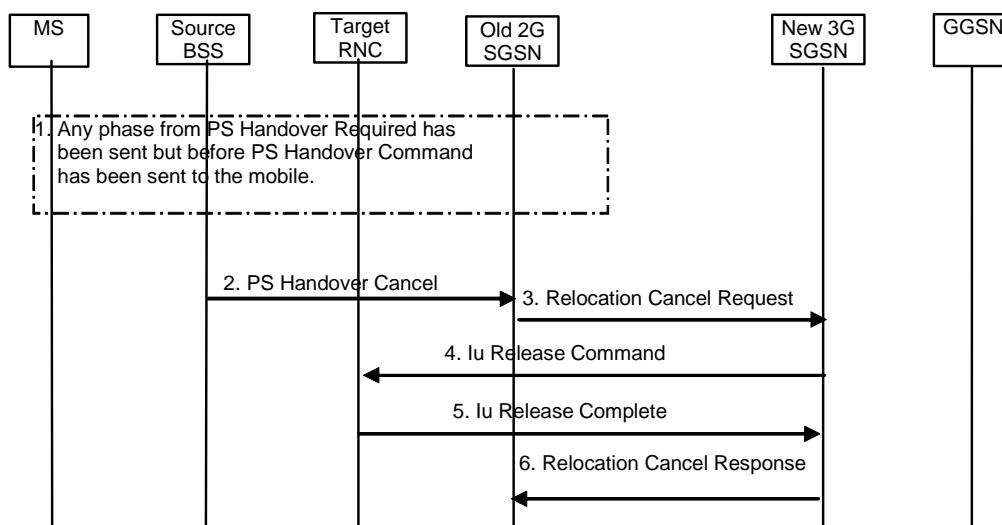 MS
Source
BSS
Target
RNC
Old 2G
SGSN
New 3G
SGSN
GGSN
1. Any phase from PS Handover Required has
been sent but before PS Handover Command
has been sent to the mobile.
2. PS Handover Cancel
3. Relocation Cancel Request
4. Iu Release Command
5. Iu Release Complete
6. Relocation Cancel Response